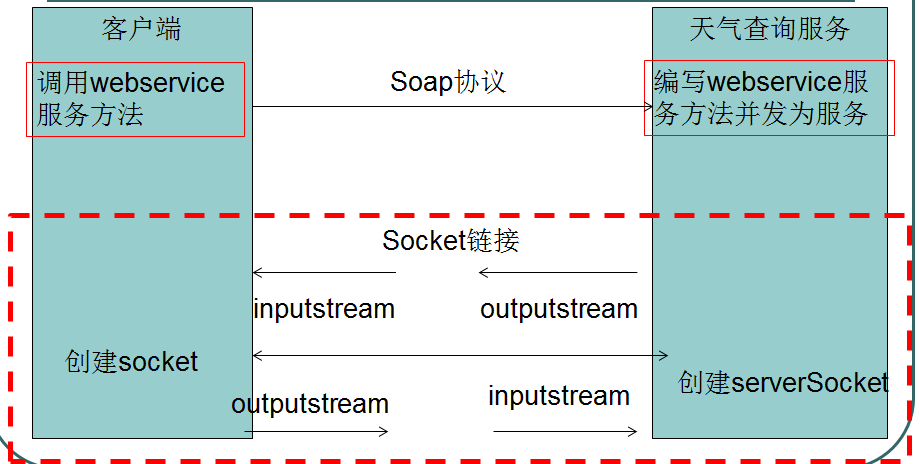 客户端
天气查询服务
调用webservice
服务方法
Soap协议
编写webservice服
务方法并发为服务
Socket链接
inputstream
outputstream
创建socket
创建serverSocket
outputstream
inputstream